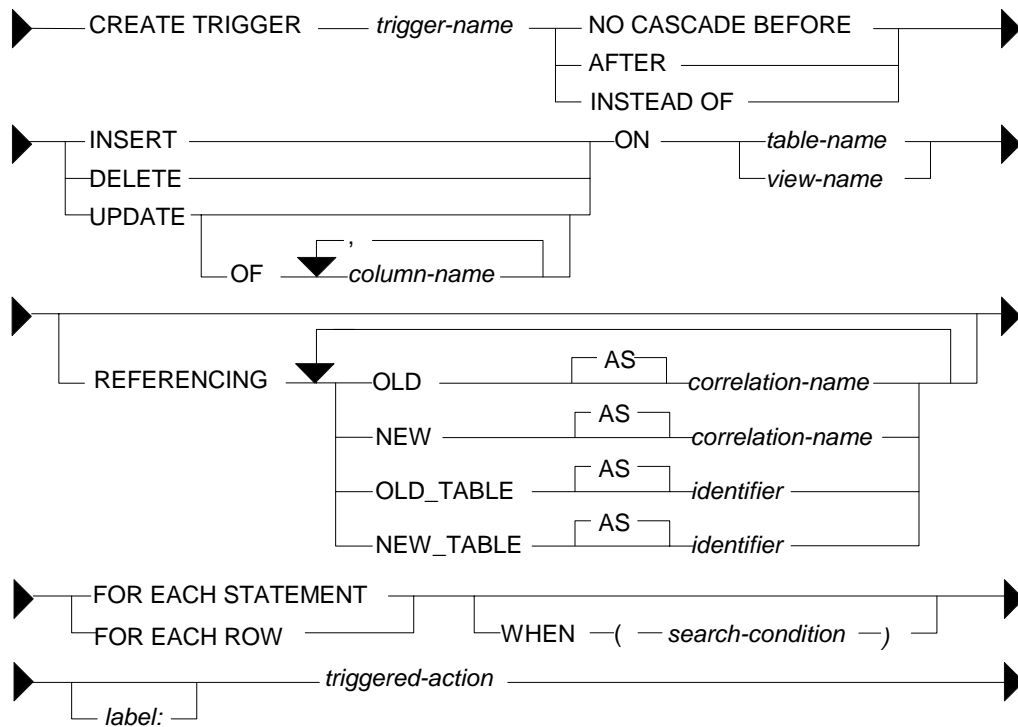 CREATE TRIGGER trigger-name NO CASCADE BEFORE
AFTER
INSTEAD OF
INSERT ON table-name
DELETE view-name
UPDATE
,
OF column-name
REFERENCING OLD AS correlation-name
NEW AS correlation-name
OLD_TABLE AS identifier
NEW_TABLE AS identifier
FOR EACH STATEMENT
FOR EACH ROW WHEN ( search-condition )
triggered-action
label: